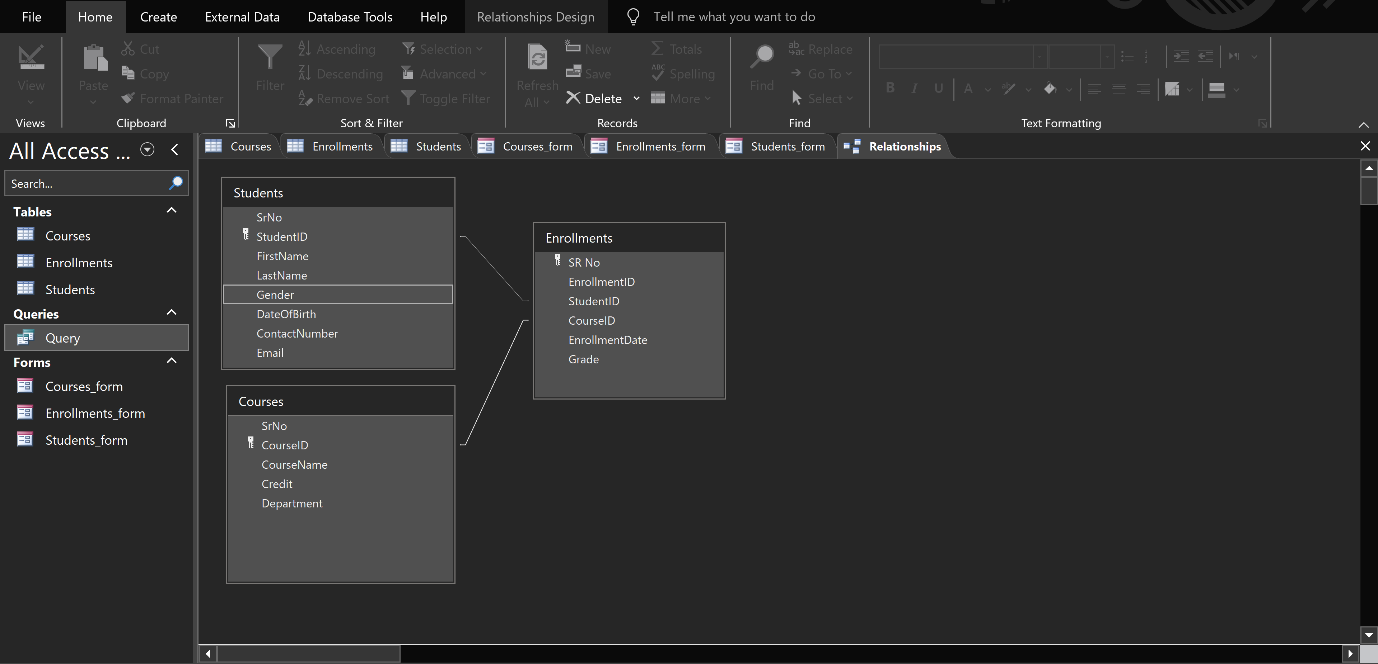 File Home Create External Data Database Tools Help Relationships Design Tell me what you want to do
View
Views
Paste
Cut
Copy
Format Painter
Clipboard
Filter
Ascending
Descending
Remove Sort
Selection
Advanced
Toggle Filter
Sort & Filter
Refresh
All
New
Save
Delete
Totals
Spelling
More
Records
Find
Replace
Go To
Select
Find
B I U A
Text Formatting
All Access ...
Search...
Tables
Courses
Enrollments
Students
Queries
Query
Forms
Courses_form
Enrollments_form
Students_form
Courses Enrollments Students Courses_form Enrollments_form Students_form Relationships
Students
SrNo
StudentID
FirstName
LastName
Gender
DateOfBirth
ContactNumber
Email
Enrollments
SR No
EnrollmentID
StudentID
CourseID
EnrollmentDate
Grade
Courses
SrNo
CourseID
CourseName
Credit
Department